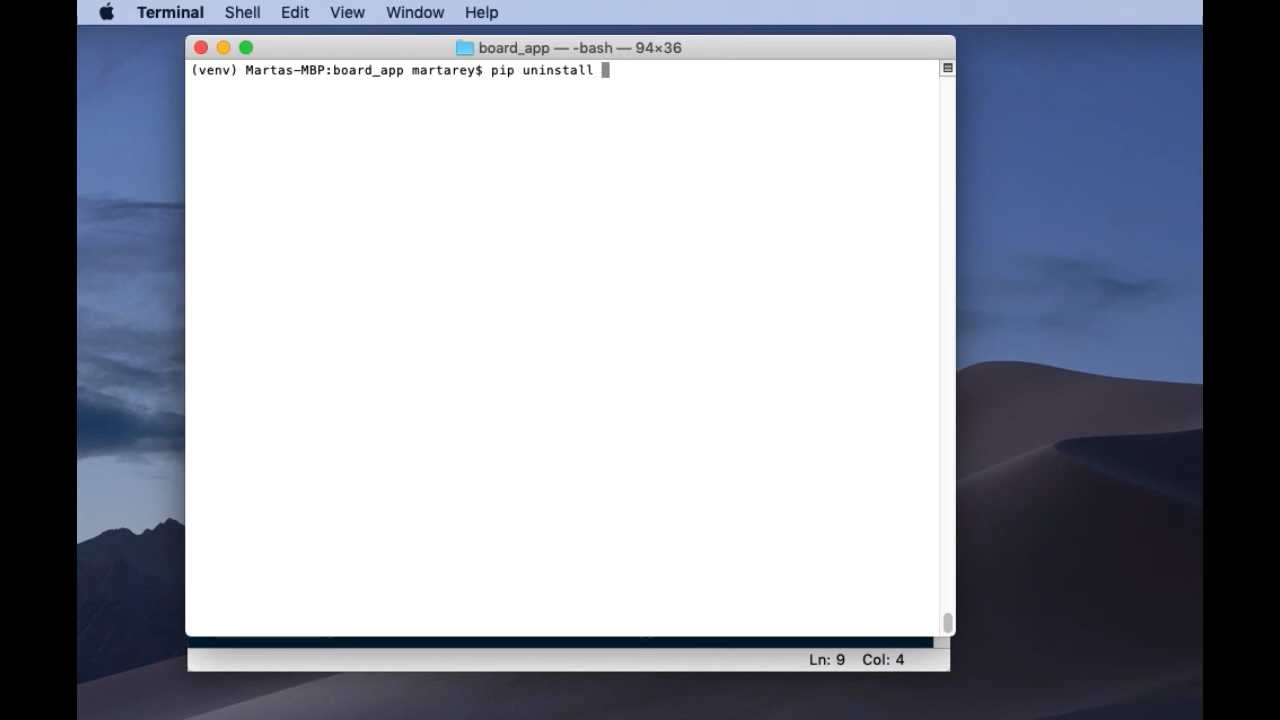 Terminal Shell Edit View Window Help
board_app — -bash — 94×36
(venv) Martas-MBP:board_app martarey$ pip uninstall
Ln: 9 Col: 4